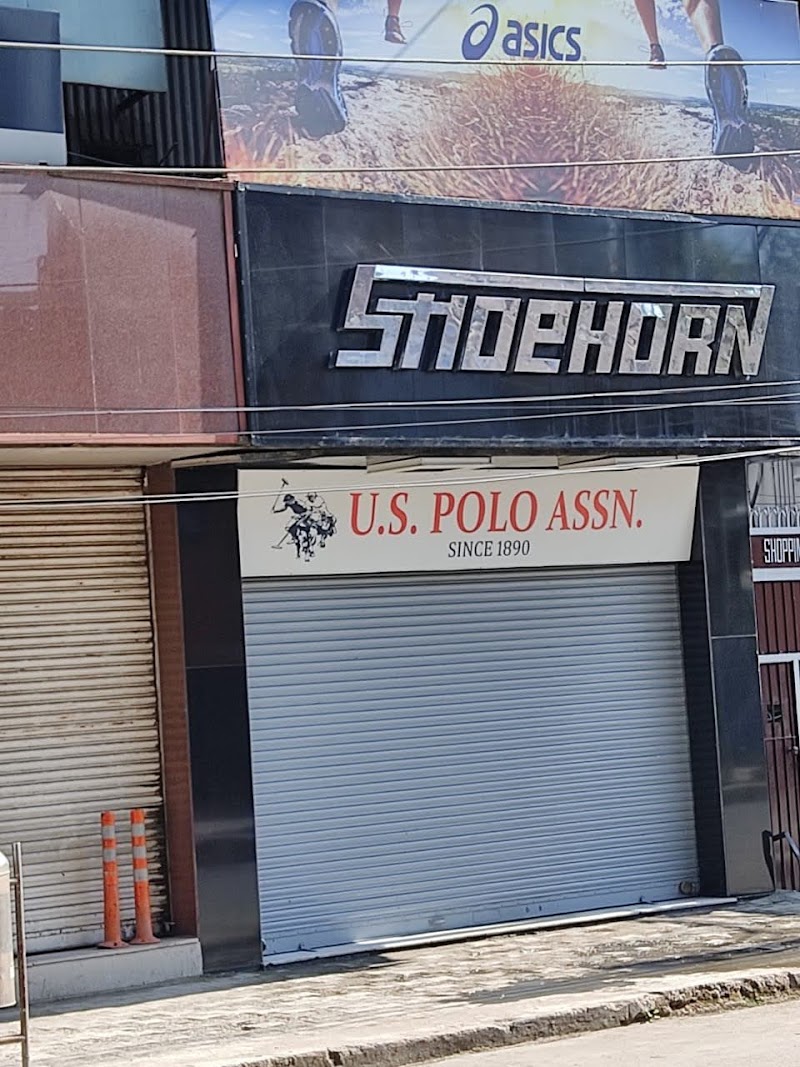 asics
SHOEHORN
U.S. POLO ASSN.
SINCE 1890